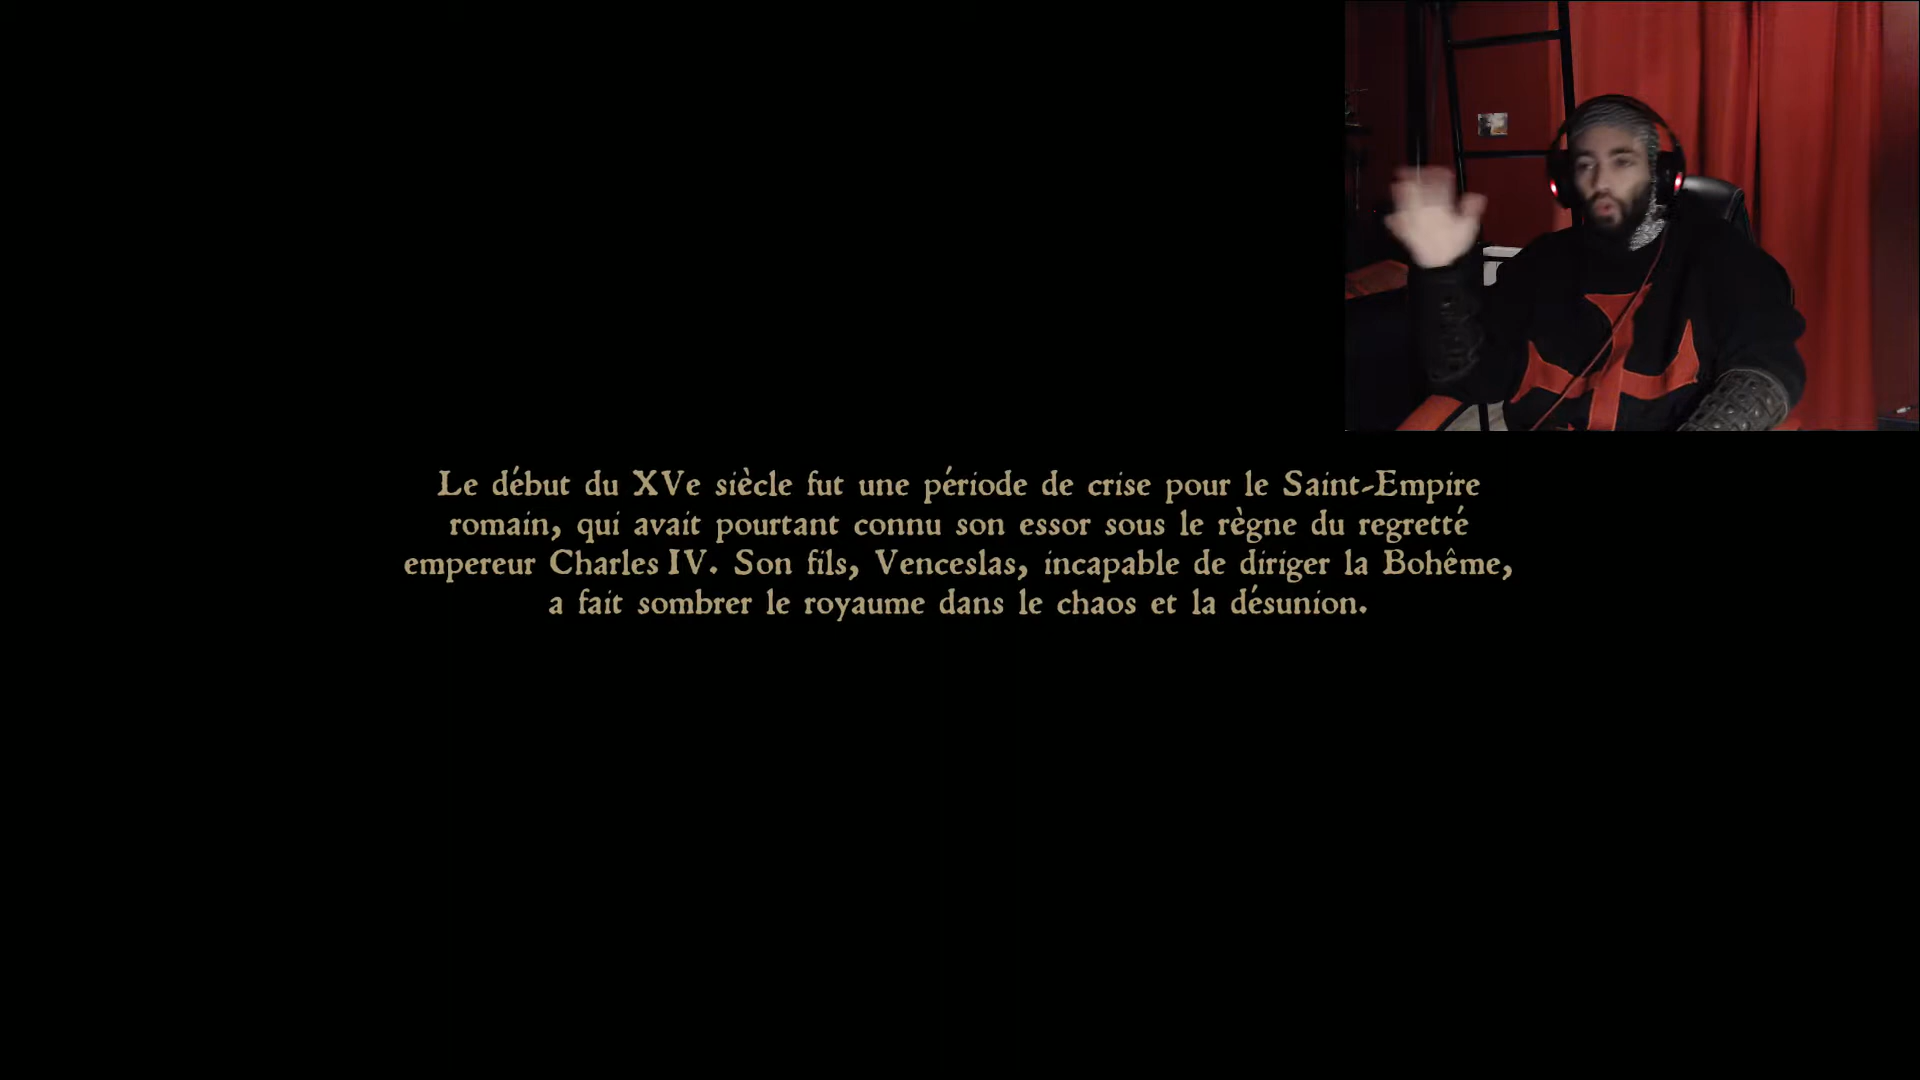 Le début du XVe siècle fut une période de crise pour le Saint-Empire
romain, qui avait pourtant connu son essor sous le règne du regretté
empereur Charles IV. Son fils, Venceslas, incapable de diriger la Bohême,
a fait sombrer le royaume dans le chaos et la désunion.